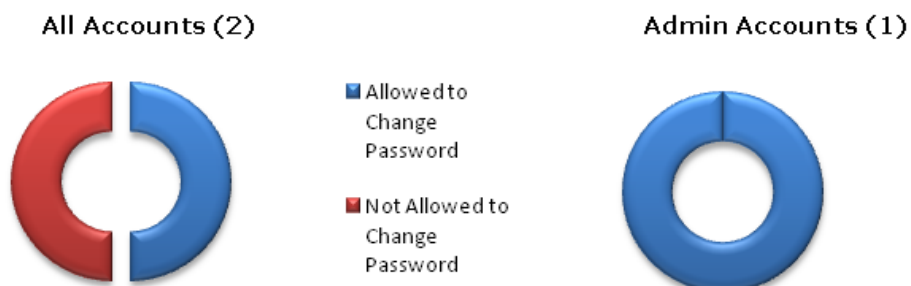 All Accounts (2)
Admin Accounts (1)
Allowed to
Change
Password
Not Allowed to
Change
Password